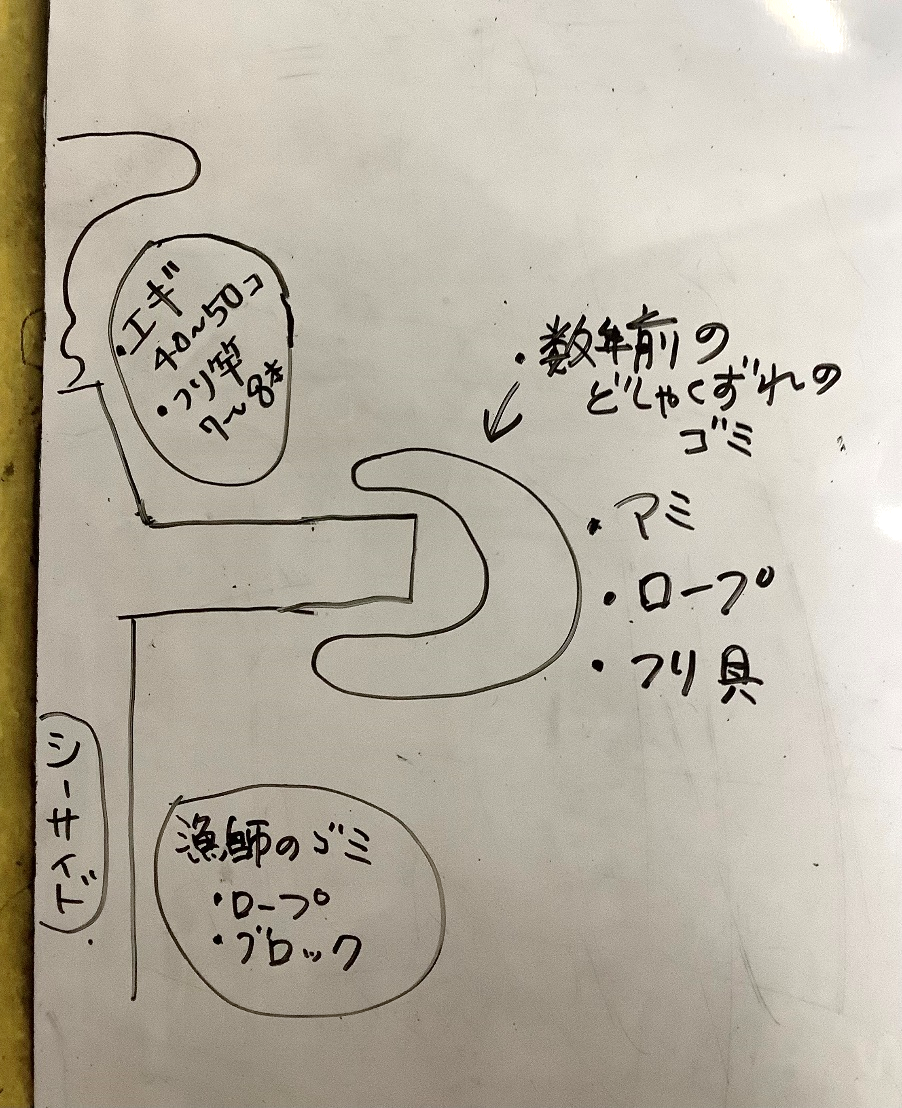 ・エギ
40~50コ
・つり竿
7~8本
・数年前の
どしゃくずれの
ゴミ
・アミ
・ロープ
・つり具
シーサイド
漁師のゴミ
・ロープ
・ブロック